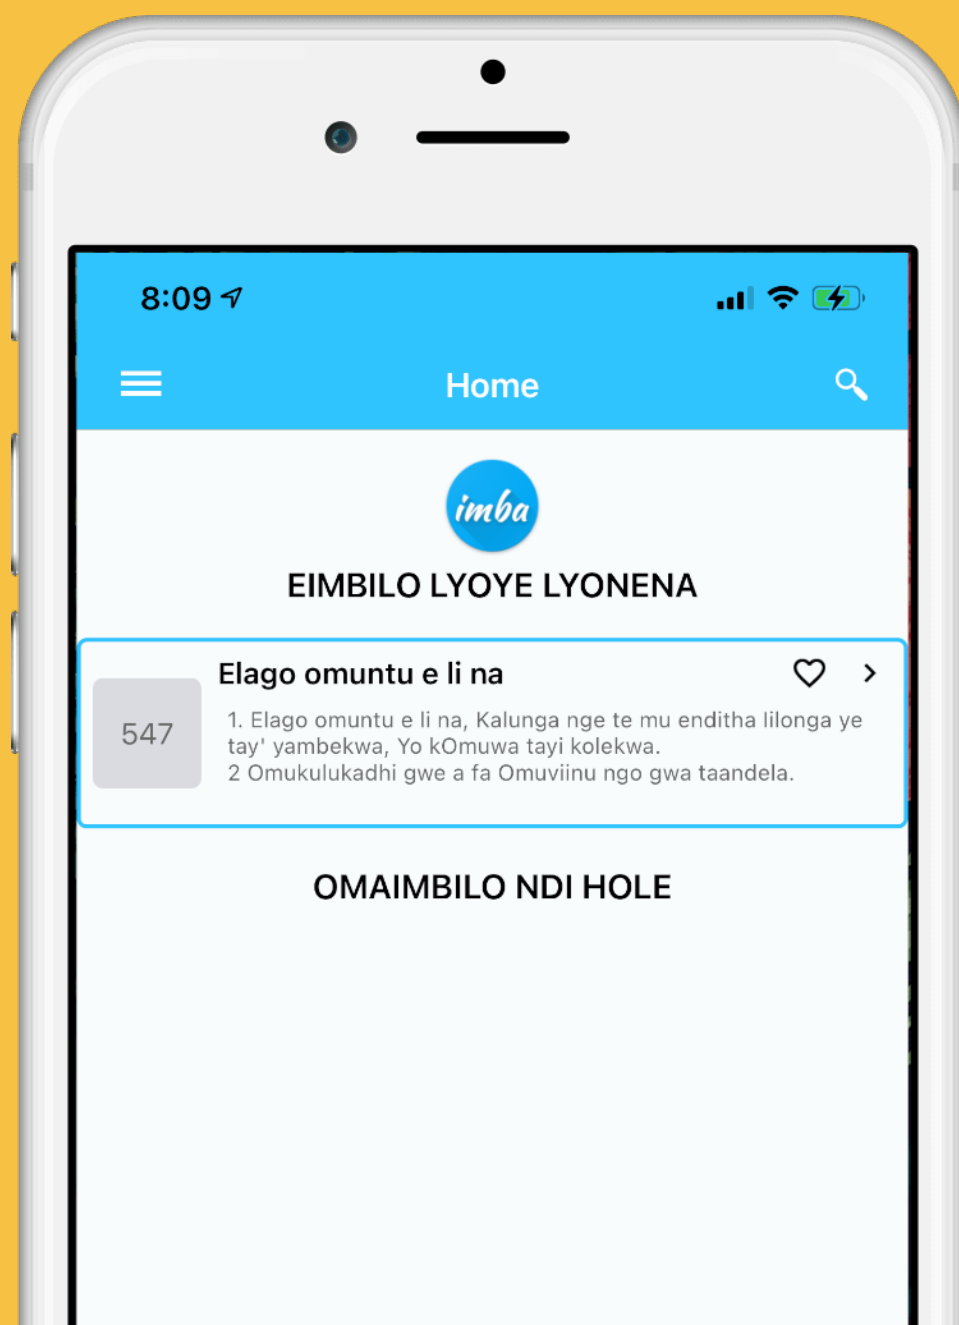 8:09
Home
imba
EIMBILO LYOYE LYONENA
Elago omuntu e li na
547
1. Elago omuntu e li na, Kalunga nge te mu enditha lilonga ye
tay' yambekwa, Yo kOmuwa tayi kolekwa.
2 Omukulukadhi gwe a fa Omuviinu ngo gwa taandela.
OMAIMBILO NDI HOLE